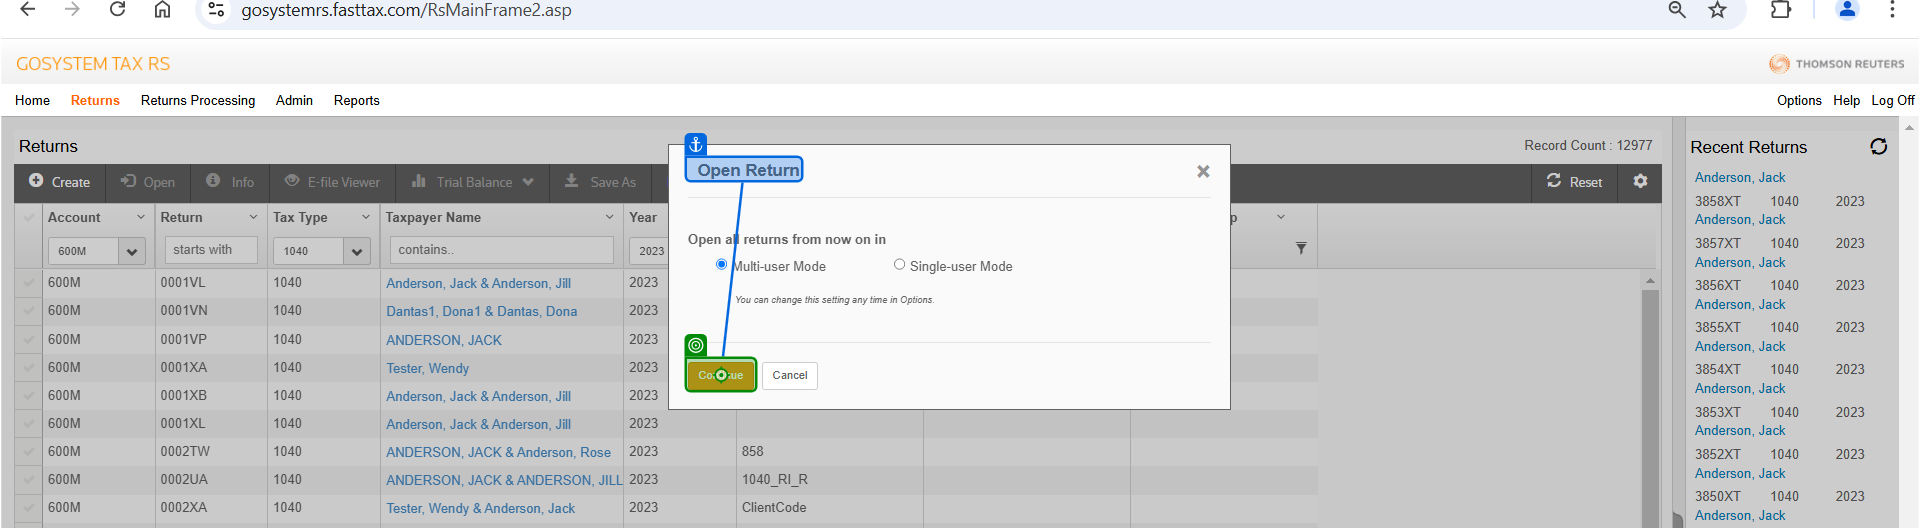 gosystemrs.fasttax.com/RsMainFrame2.asp
GOSYSTEM TAX RS
THOMSON REUTERS
Home Returns Returns Processing Admin Reports
Options Help Log Off
Returns
Record Count : 12977
Create Open Info E-file Viewer Trial Balance Save As
Reset
Account Return Tax Type Taxpayer Name Year
600M starts with 1040 contains.. 2023
600M 0001VL 1040 Anderson, Jack & Anderson, Jill 2023
600M 0001VN 1040 Dantas1, Dona1 & Dantas, Dona 2023
600M 0001VP 1040 ANDERSON, JACK 2023
600M 0001XA 1040 Tester, Wendy 2023
600M 0001XB 1040 Anderson, Jack & Anderson, Jill 2023
600M 0001XL 1040 Anderson, Jack & Anderson, Jill 2023
600M 0002TW 1040 ANDERSON, JACK & Anderson, Rose 2023 858
600M 0002UA 1040 ANDERSON, JACK & ANDERSON, JILL 2023 1040_RI_R
600M 0002XA 1040 Tester, Wendy & Anderson, Jack 2023 ClientCode
Open Return
Open all returns from now on in
Multi-user Mode Single-user Mode
You can change this setting any time in Options.
Continue Cancel
Recent Returns
Anderson, Jack
3858XT 1040 2023
Anderson, Jack
3857XT 1040 2023
Anderson, Jack
3856XT 1040 2023
Anderson, Jack
3855XT 1040 2023
Anderson, Jack
3854XT 1040 2023
Anderson, Jack
3853XT 1040 2023
Anderson, Jack
3852XT 1040 2023
Anderson, Jack
3850XT 1040 2023
Anderson, Jack